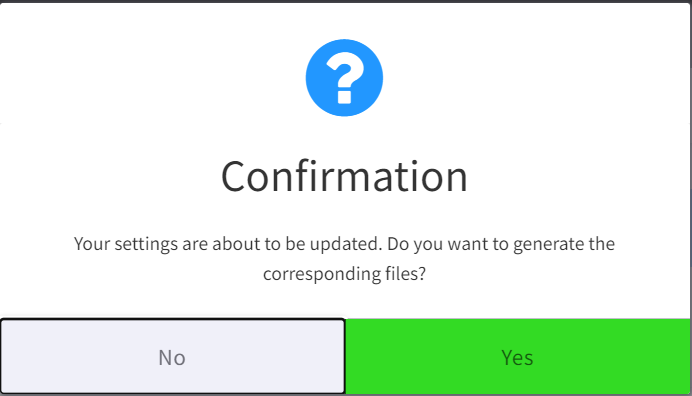 Confirmation
Your settings are about to be updated. Do you want to generate the
corresponding files?
No
Yes